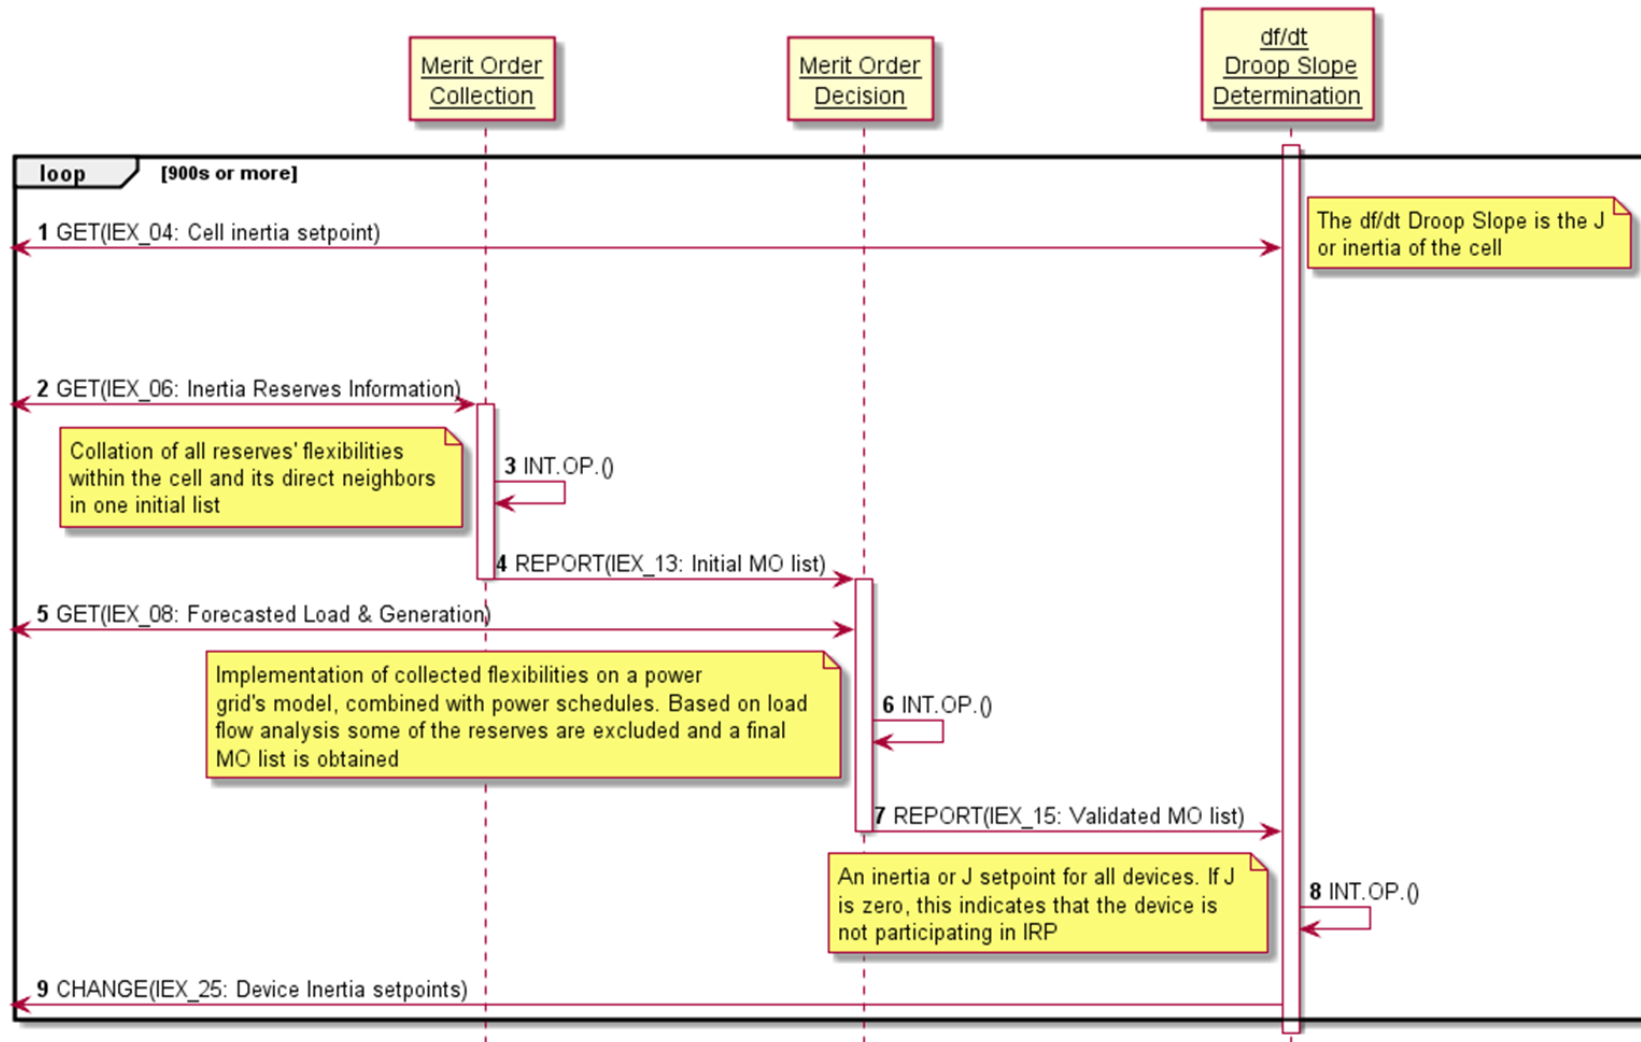 Merit Order
Collection
Merit Order
Decision
df/dt
Droop Slope
Determination
loop [900s or more]
1 GET(IEX_04: Cell inertia setpoint)
The df/dt Droop Slope is the J
or inertia of the cell
2 GET(IEX_06: Inertia Reserves Information)
Collation of all reserves' flexibilities
within the cell and its direct neighbors
in one initial list
3 INT.OP.()
4 REPORT(IEX_13: Initial MO list)
5 GET(IEX_08: Forecasted Load & Generation)
Implementation of collected flexibilities on a power
grid's model, combined with power schedules. Based on load
flow analysis some of the reserves are excluded and a final
MO list is obtained
6 INT.OP.()
7 REPORT(IEX_15: Validated MO list)
An inertia or J setpoint for all devices. If J
is zero, this indicates that the device is
not participating in IRP
8 INT.OP.()
9 CHANGE(IEX_25: Device Inertia setpoints)